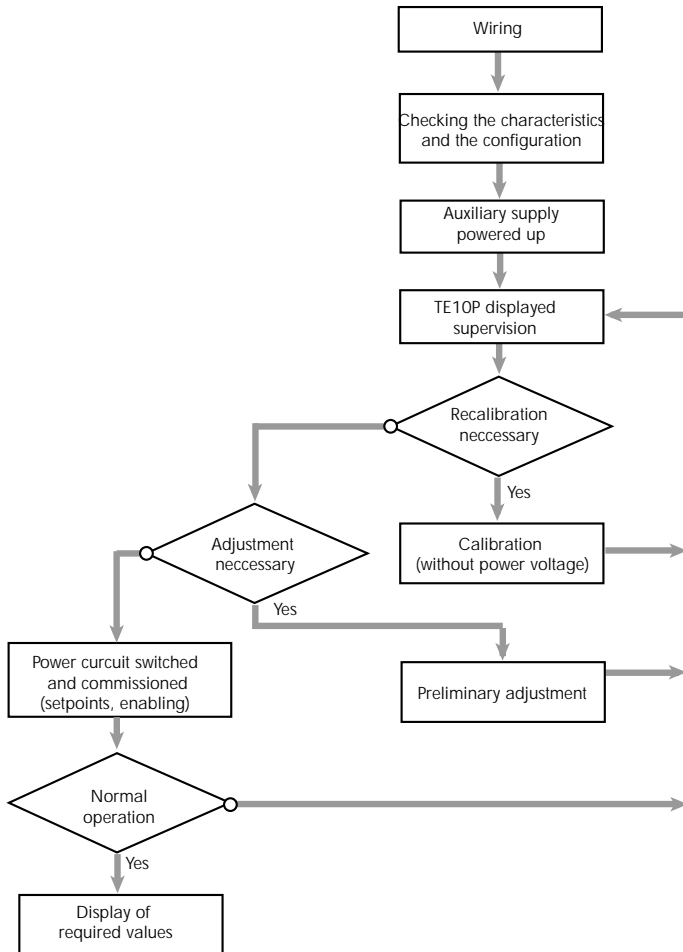 Wiring
Checking the characteristics
and the configuration
Auxiliary supply
powered up
TE10P displayed
supervision
Recalibration
neccessary
Yes
Calibration
(without power voltage)
Adjustment
neccessary
Yes
Preliminary adjustment
Power curcuit switched
and commissioned
(setpoints, enabling)
Normal
operation
Yes
Display of
required values